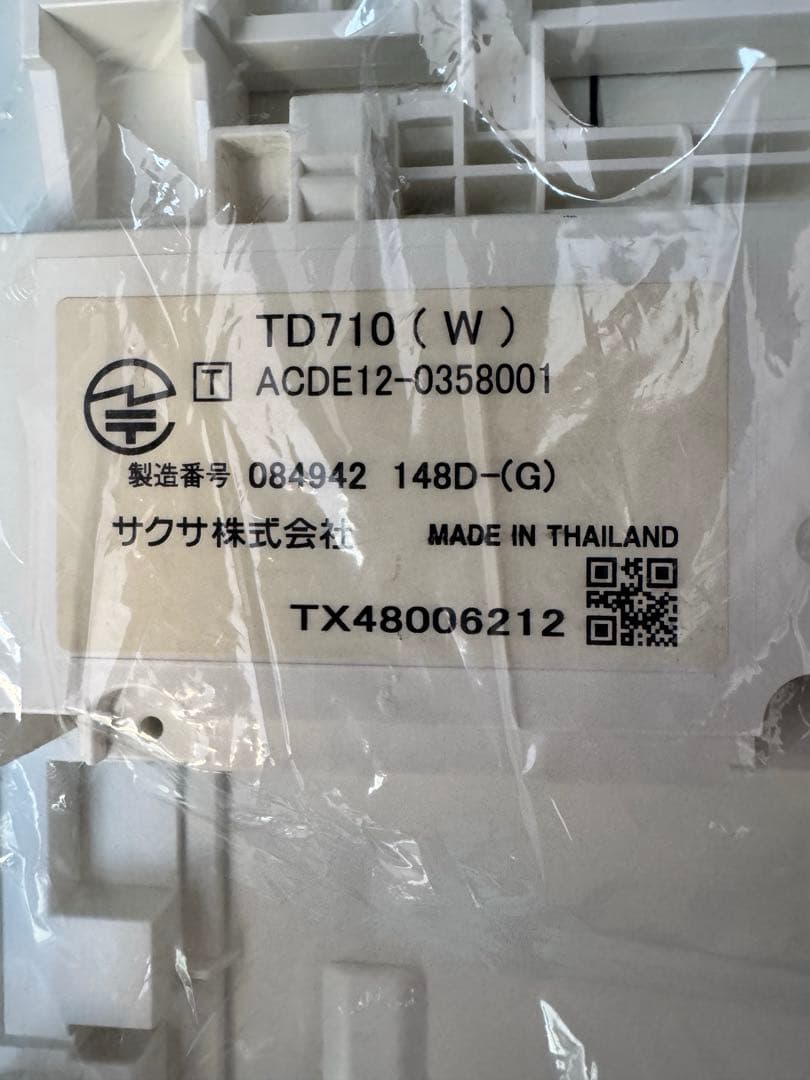 TD710 ( W )
T ACDE12-0358001
製造番号 084942 148D-(G)
サクサ株式会社 MADE IN THAILAND
TX48006212